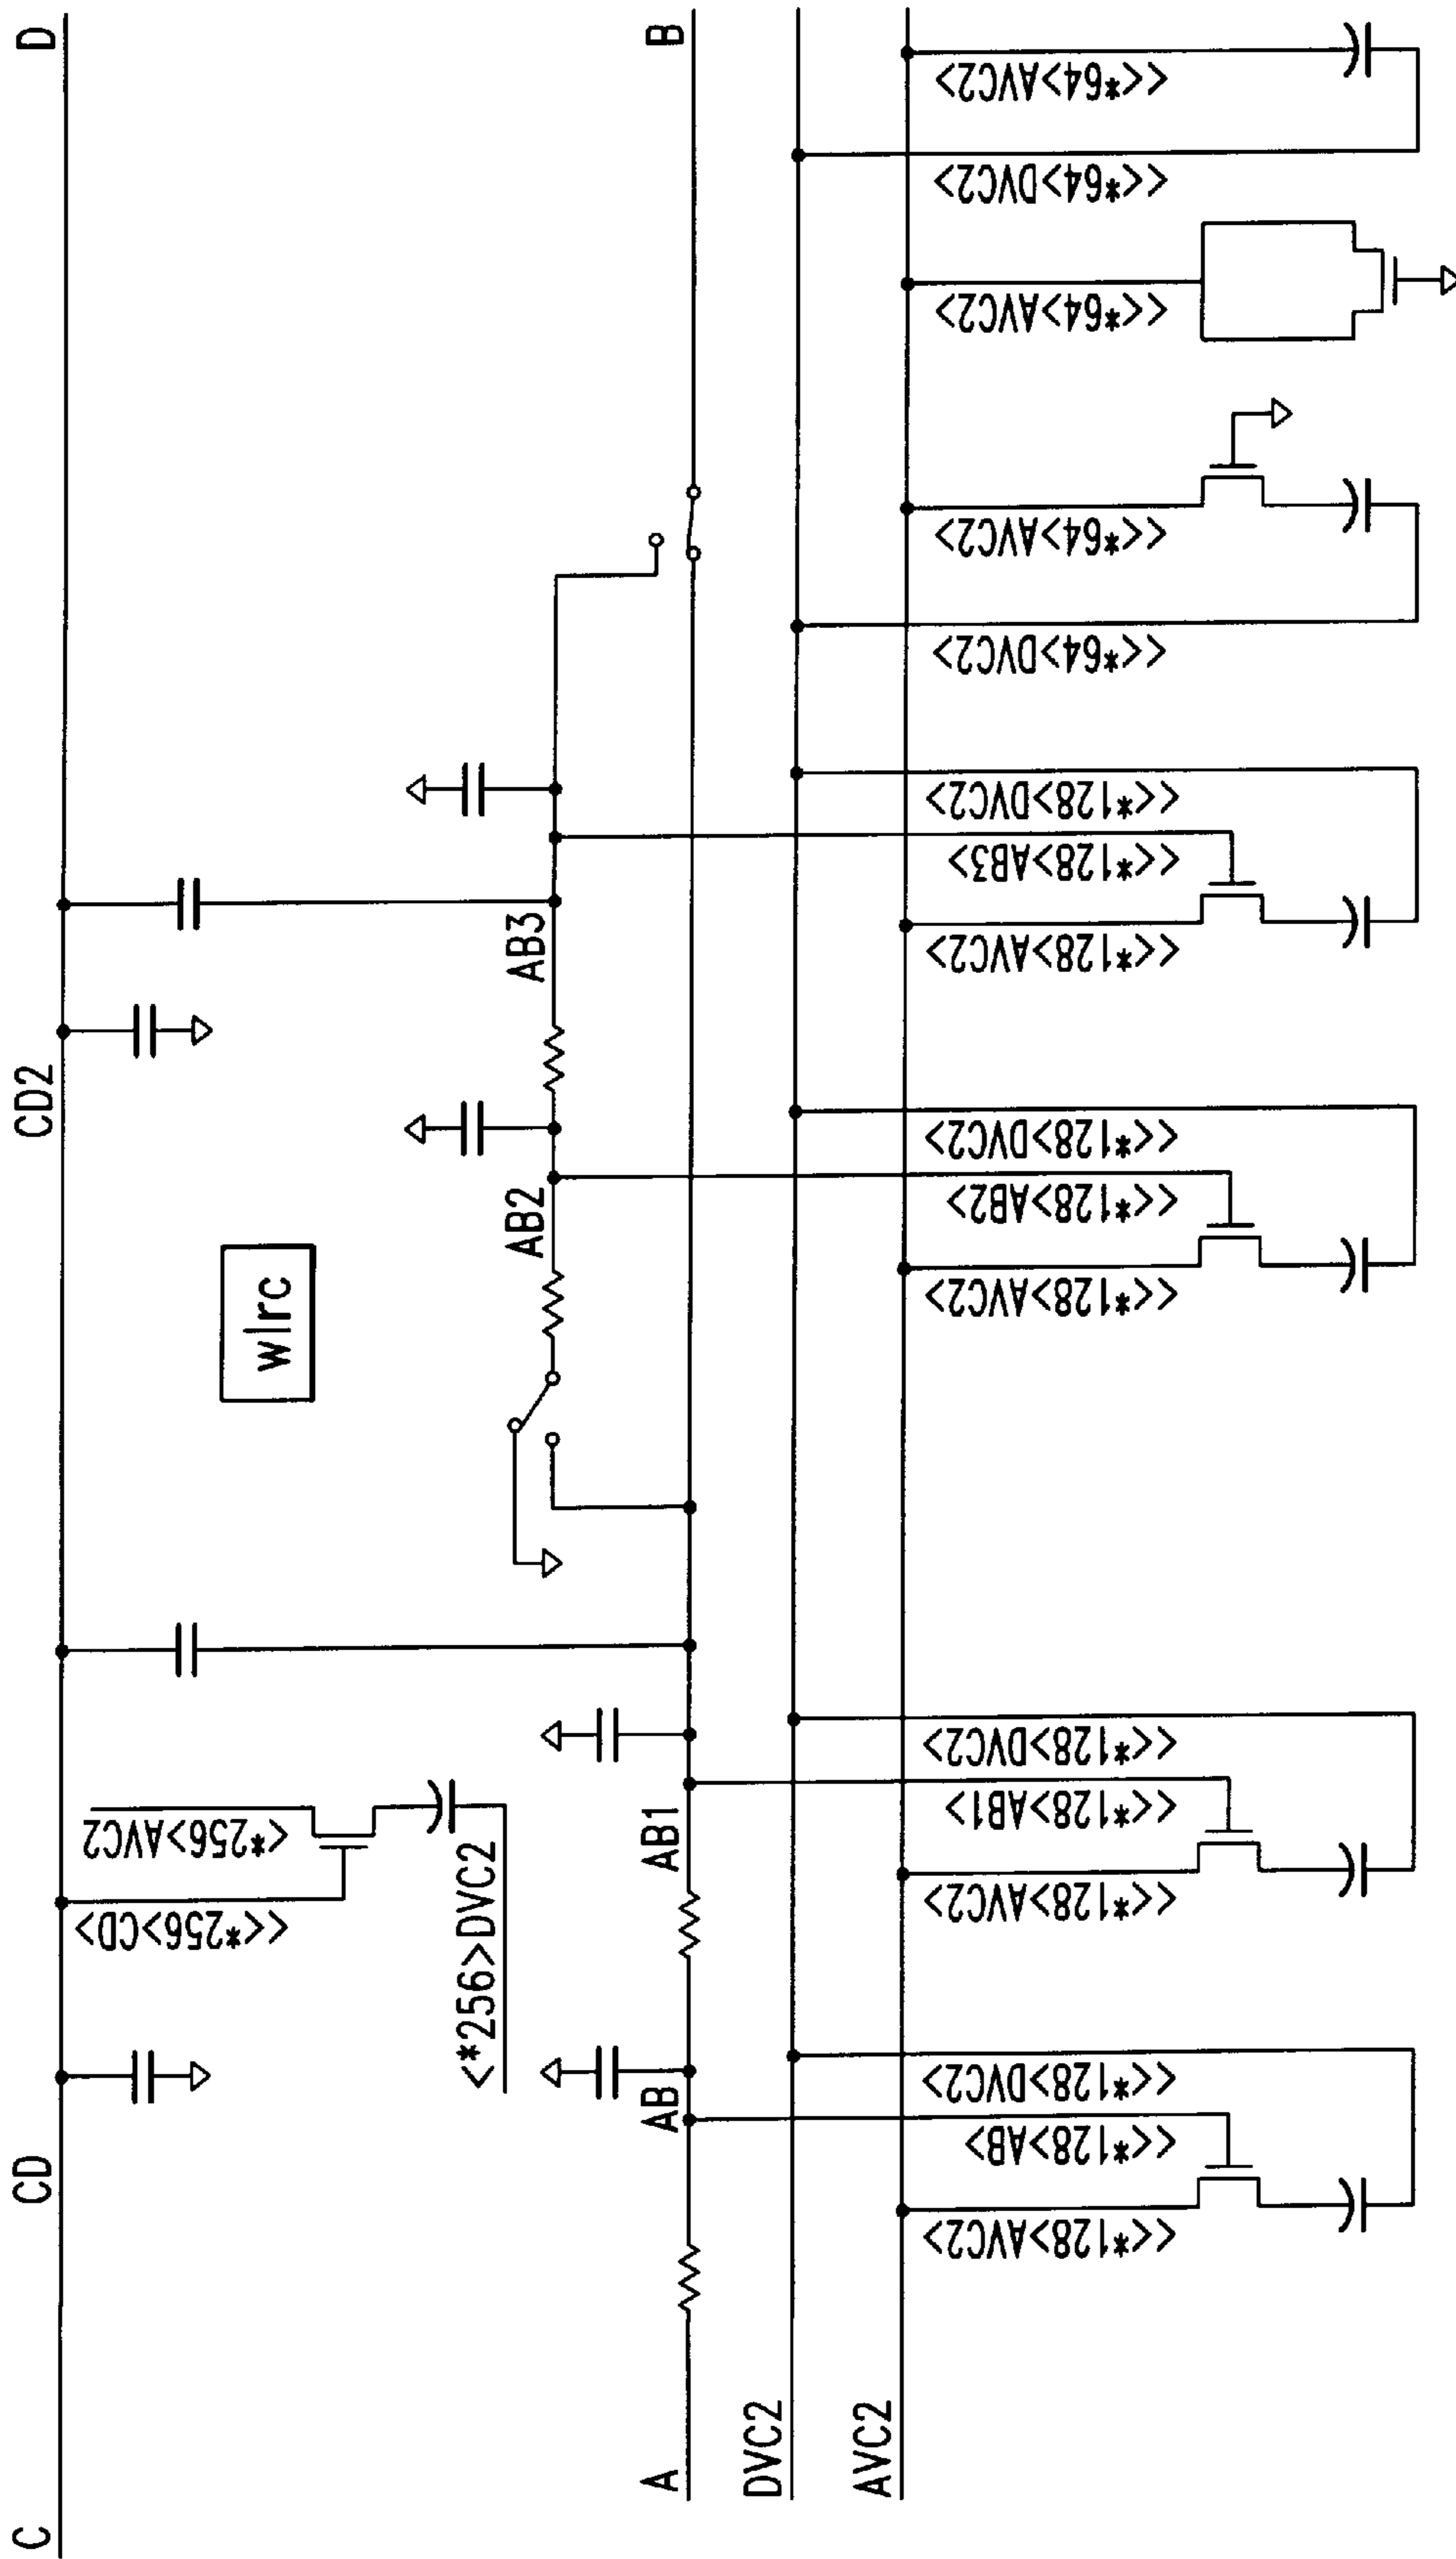 C
CD
CD2
D
<<*256>CD>
<*256>AVC2
<*256>DVC2
wlrc
A
AB
AB1
AB2
AB3
B
DVC2
AVC2
<<*128>AVC2>
<<*128>AB>
<<*128>DVC2>
<<*128>AVC2>
<<*128>AB1>
<<*128>DVC2>
<<*128>AVC2>
<<*128>AB2>
<<*128>DVC2>
<<*128>AVC2>
<<*128>AB3>
<<*128>DVC2>
<<*64>DVC2>
<<*64>AVC2>
<<*64>AVC2>
<<*64>DVC2>
<<*64>AVC2>